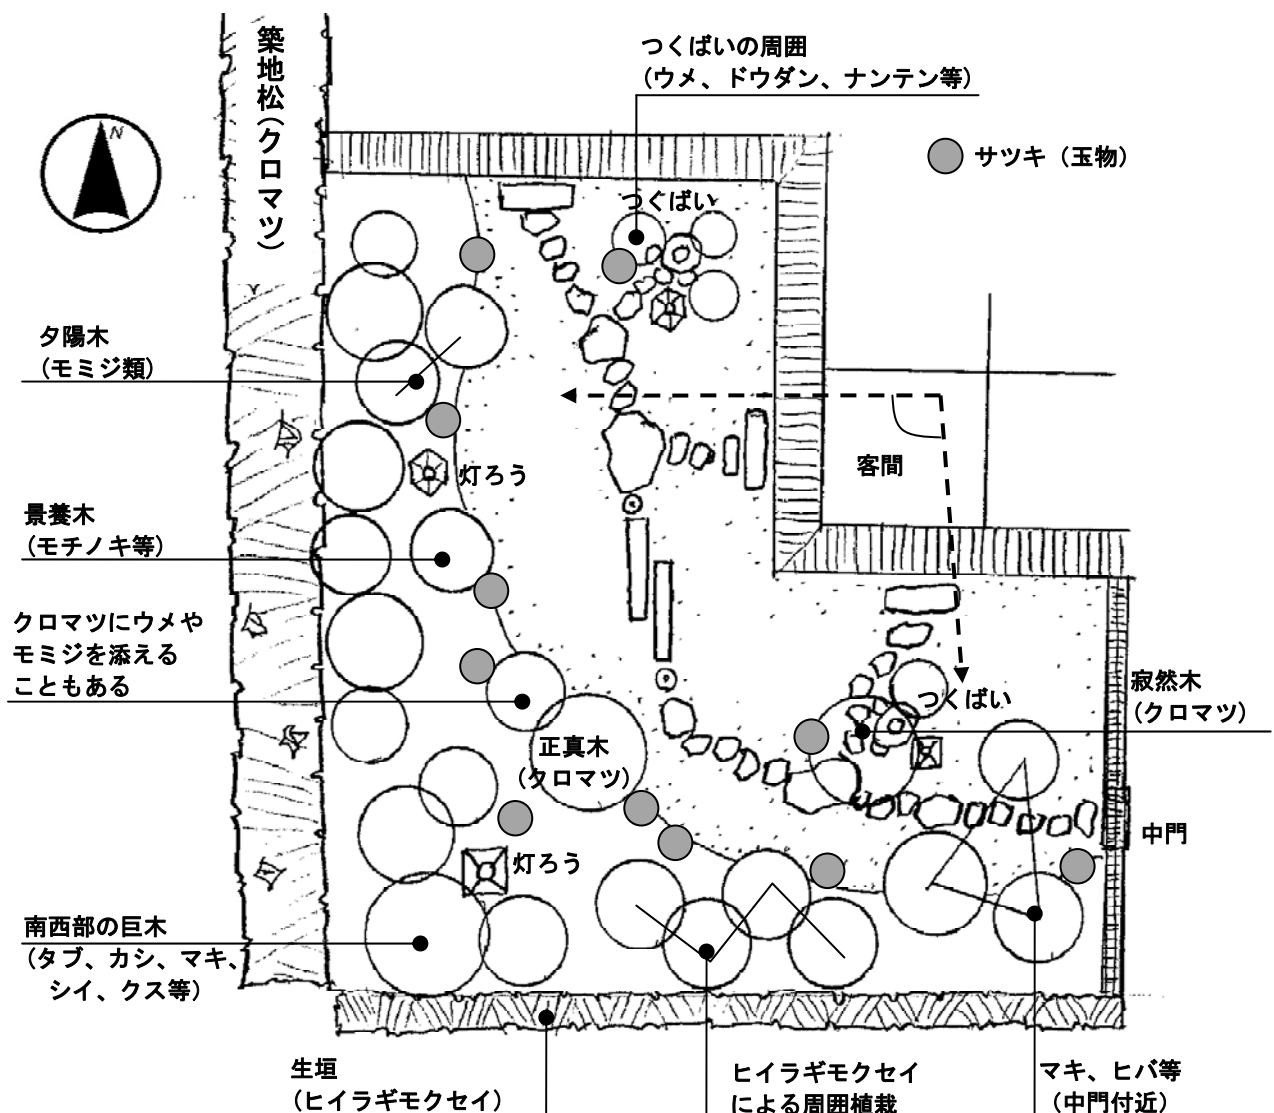 築地松（クロマツ）
N
つくばいの周囲
（ウメ、ドウダン、ナンテン等）
サツキ（玉物）
つぐばい
夕陽木
（モミジ類）
灯ろう
客間
景養木
（モチノキ等）
クロマツにウメや
モミジを添える
こともある
つくばい
寂然木
（クロマツ）
正真木
（クロマツ）
中門
灯ろう
南西部の巨木
（タブ、カシ、マキ、
シイ、クス等）
生垣
（ヒイラギモクセイ）
ヒイラギモクセイ
による周囲植栽
マキ、ヒバ等
（中門付近）